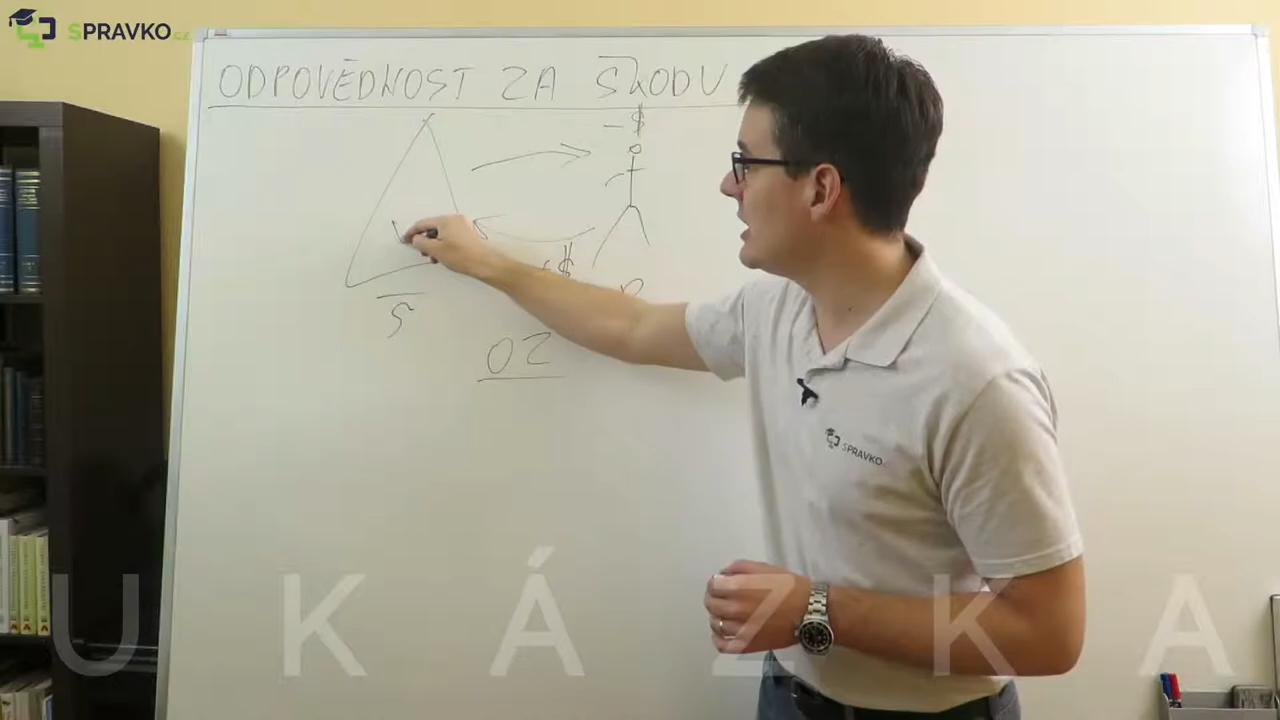 SPRAVKO.cz
ODPOVĚDNOST ZA ŠKODU
- $
$
S
OZ
SPRAVKO
U K Á Z K A